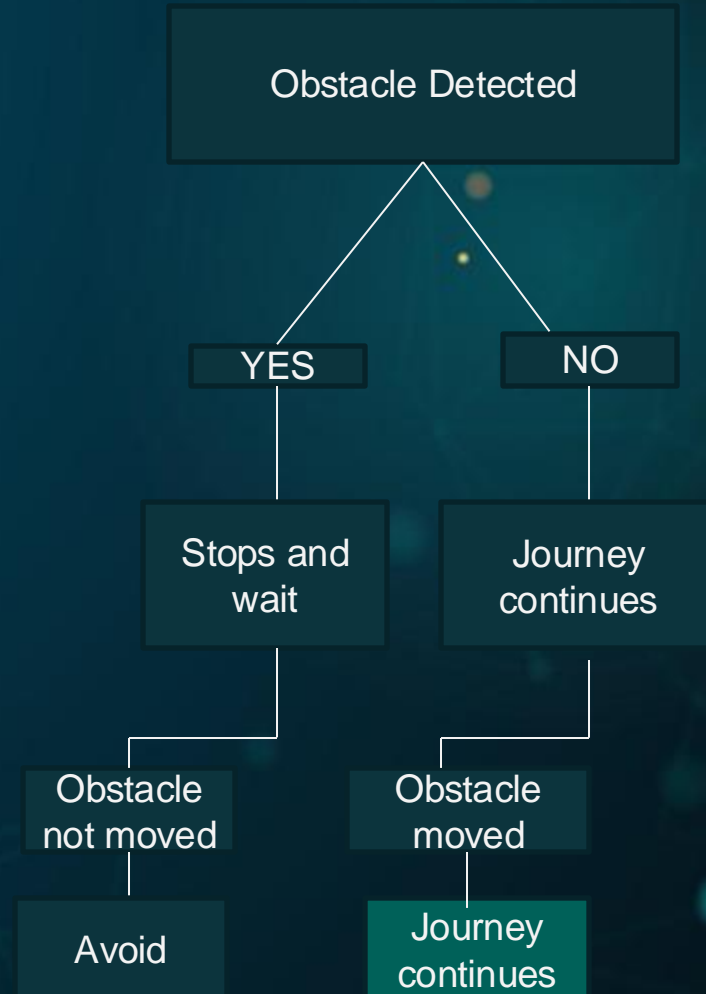 Obstacle Detected
YES
NO
Stops and
wait
Journey
continues
Obstacle
not moved
Obstacle
moved
Avoid
Journey
continues